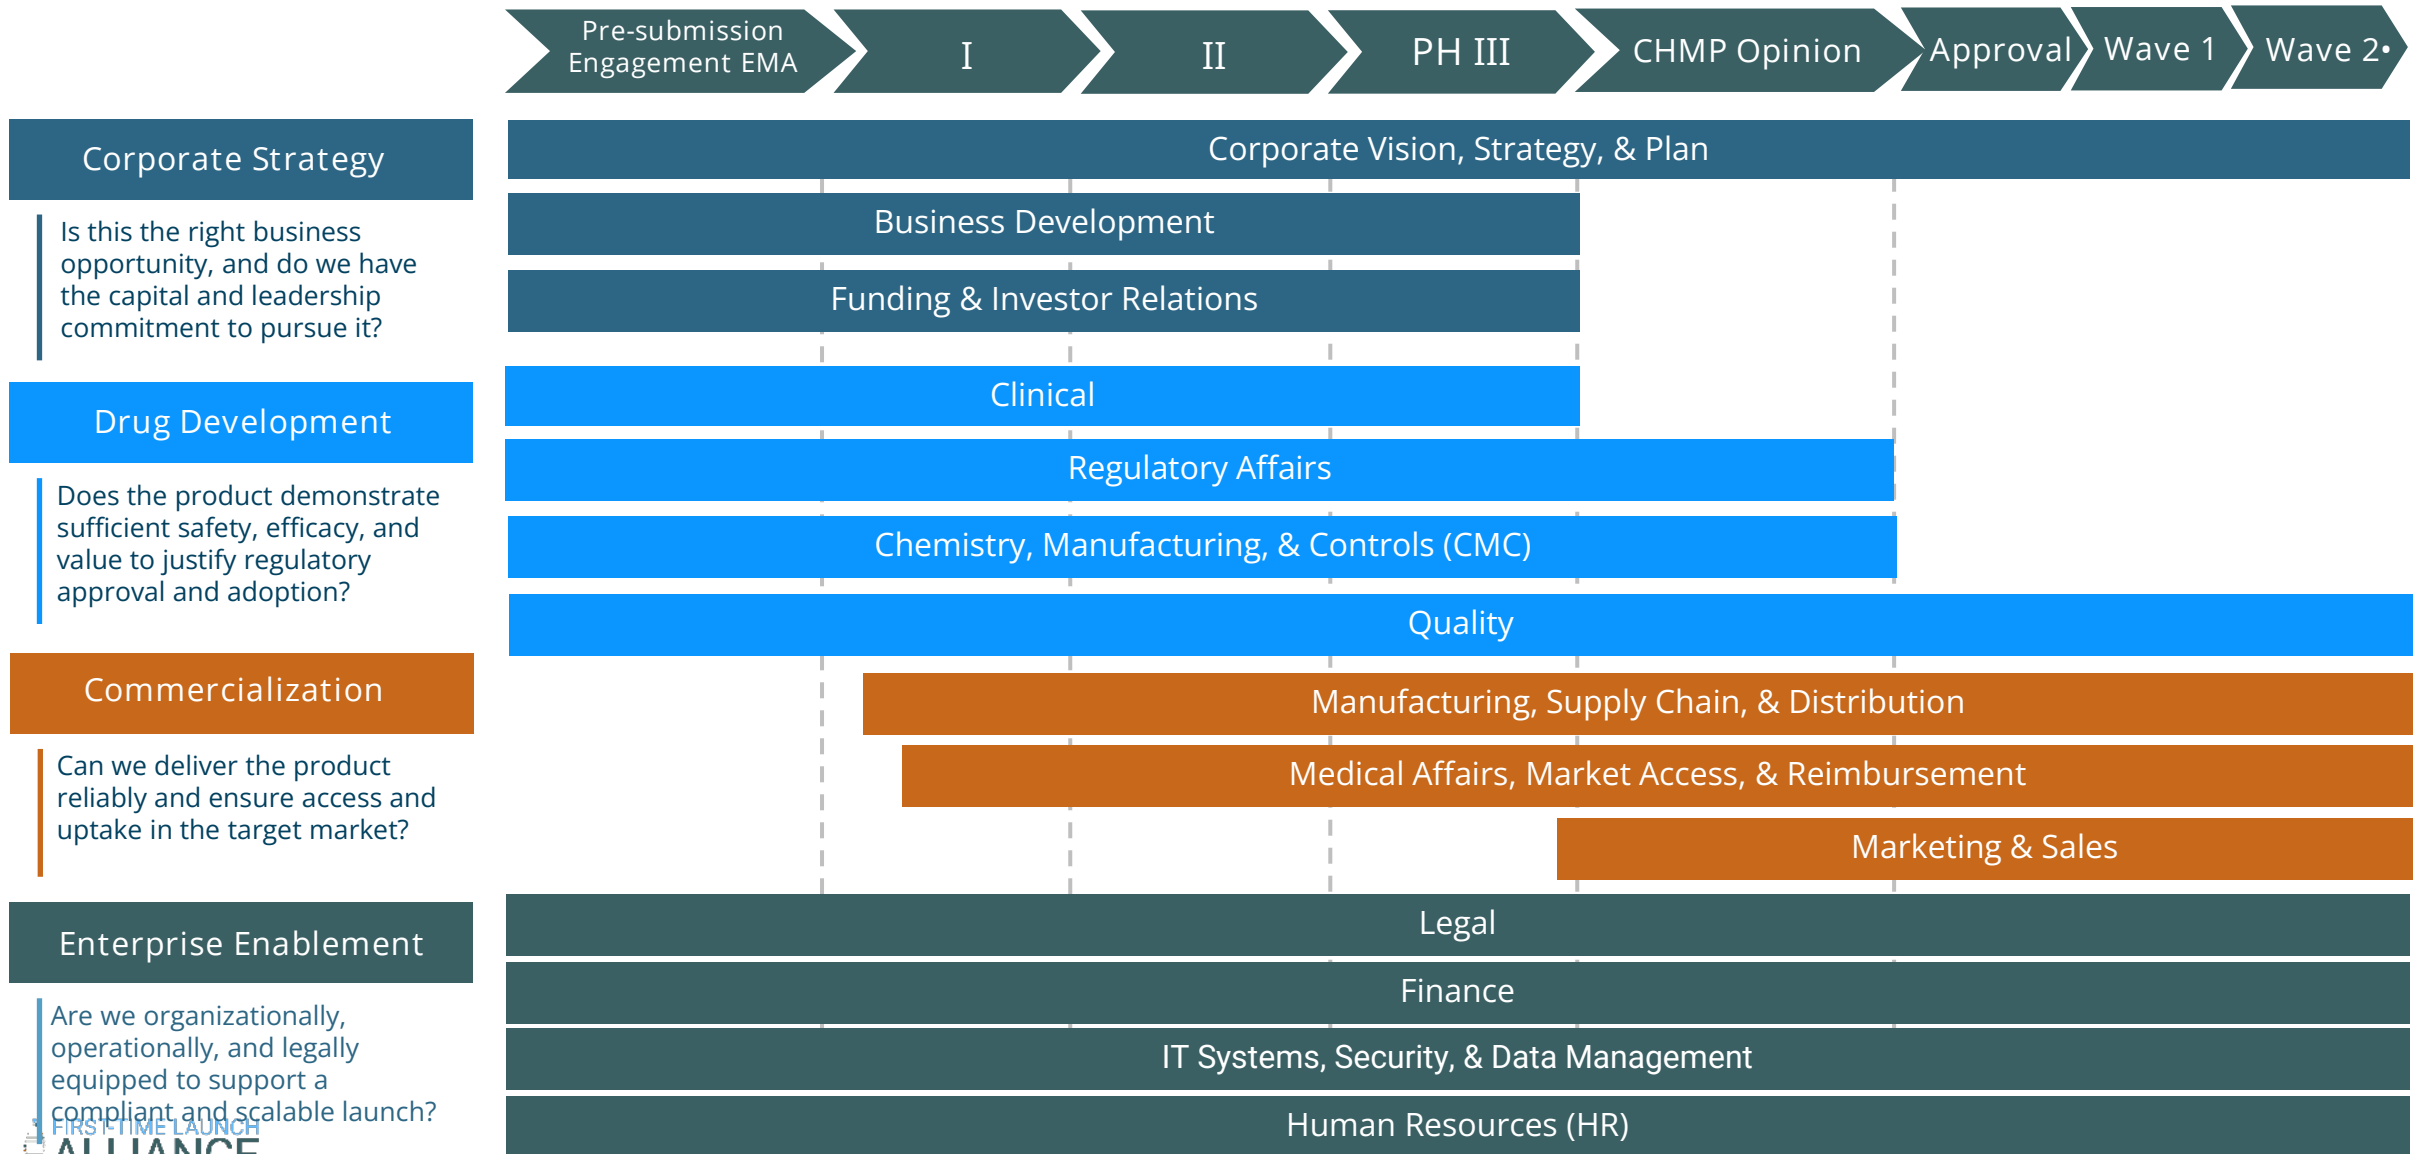 Pre-submission
Engagement EMA
I
II
PH III
CHMP Opinion
Approval
Wave 1
Wave 2•
Corporate Strategy
Is this the right business
opportunity, and do we have
the capital and leadership
commitment to pursue it?
Corporate Vision, Strategy, & Plan
Business Development
Funding & Investor Relations
Drug Development
Does the product demonstrate
sufficient safety, efficacy, and
value to justify regulatory
approval and adoption?
Clinical
Regulatory Affairs
Chemistry, Manufacturing, & Controls (CMC)
Quality
Commercialization
Can we deliver the product
reliably and ensure access and
uptake in the target market?
Manufacturing, Supply Chain, & Distribution
Medical Affairs, Market Access, & Reimbursement
Marketing & Sales
Enterprise Enablement
Are we organizationally,
operationally, and legally
equipped to support a
compliant and scalable launch?
Legal
Finance
IT Systems, Security, & Data Management
Human Resources (HR)
FIRST-TIME LAUNCH
ALLIANCE